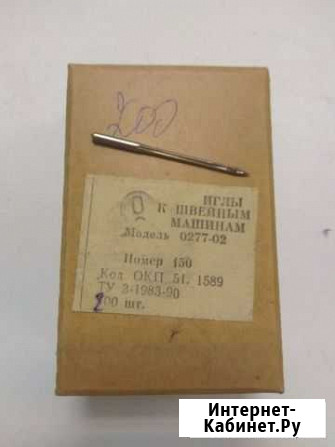 200
ИГЛЫ
К ШВЕЙНЫМ
МАШИНАМ
Модель 0277-02
Номер 150
Код ОКП 51. 1589
ТУ 2-1983-90
200 шт.
Интернет-
Кабинет.Ру